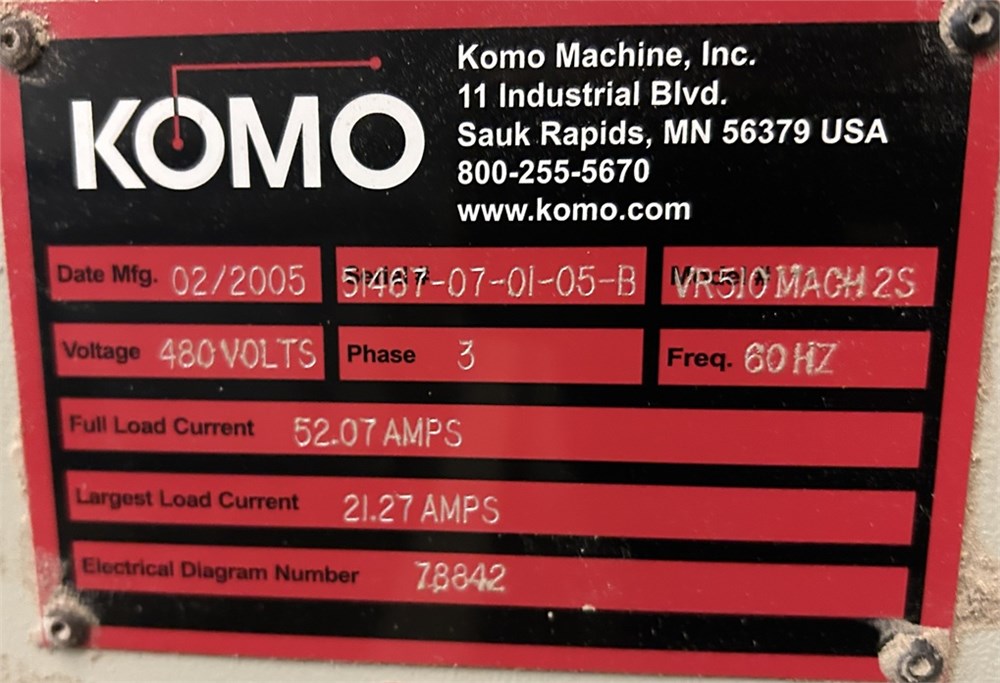 KOMO
Komo Machine, Inc.
11 Industrial Blvd.
Sauk Rapids, MN 56379 USA
800-255-5670
www.komo.com
Date Mfg. 02/2005
Serial # 51467-07-01-05-B
Model # VR510 MACH 2S
Voltage 480 VOLTS
Phase 3
Freq. 60 HZ
Full Load Current 52.07 AMPS
Largest Load Current 21.27 AMPS
Electrical Diagram Number 78842